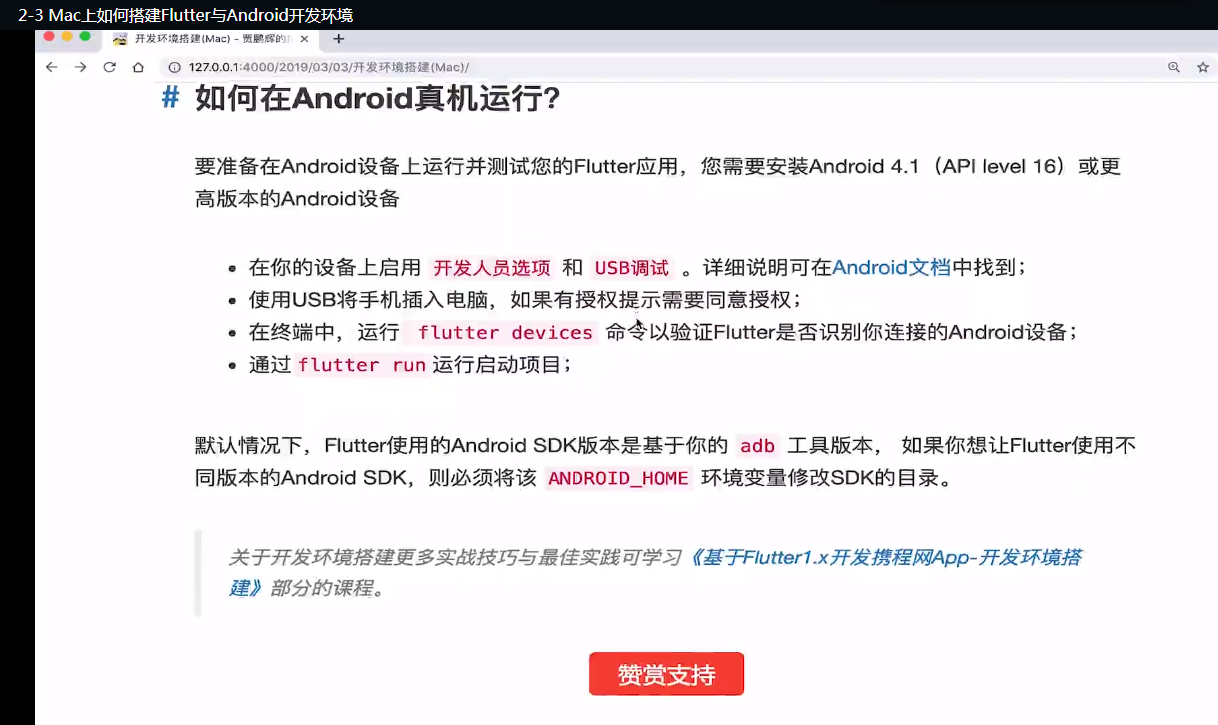 2-3 Mac上如何搭建Flutter与Android开发环境
开发环境搭建(Mac) - 贾鹏辉的
127.0.0.1:4000/2019/03/03/开发环境搭建(Mac)/
# 如何在Android真机运行?
要准备在Android设备上运行并测试您的Flutter应用，您需要安装Android 4.1（API level 16）或更
高版本的Android设备
• 在你的设备上启用 开发人员选项 和 USB调试 。详细说明可在Android文档中找到；
• 使用USB将手机插入电脑，如果有授权提示需要同意授权；
• 在终端中，运行 flutter devices 命令以验证Flutter是否识别你连接的Android设备；
• 通过 flutter run 运行启动项目；
默认情况下，Flutter使用的Android SDK版本是基于你的 adb 工具版本， 如果你想让Flutter使用不
同版本的Android SDK，则必须将该 ANDROID_HOME 环境变量修改SDK的目录。
关于开发环境搭建更多实战技巧与最佳实践可学习《基于Flutter1.x开发携程网App-开发环境搭
建》部分的课程。
赞赏支持